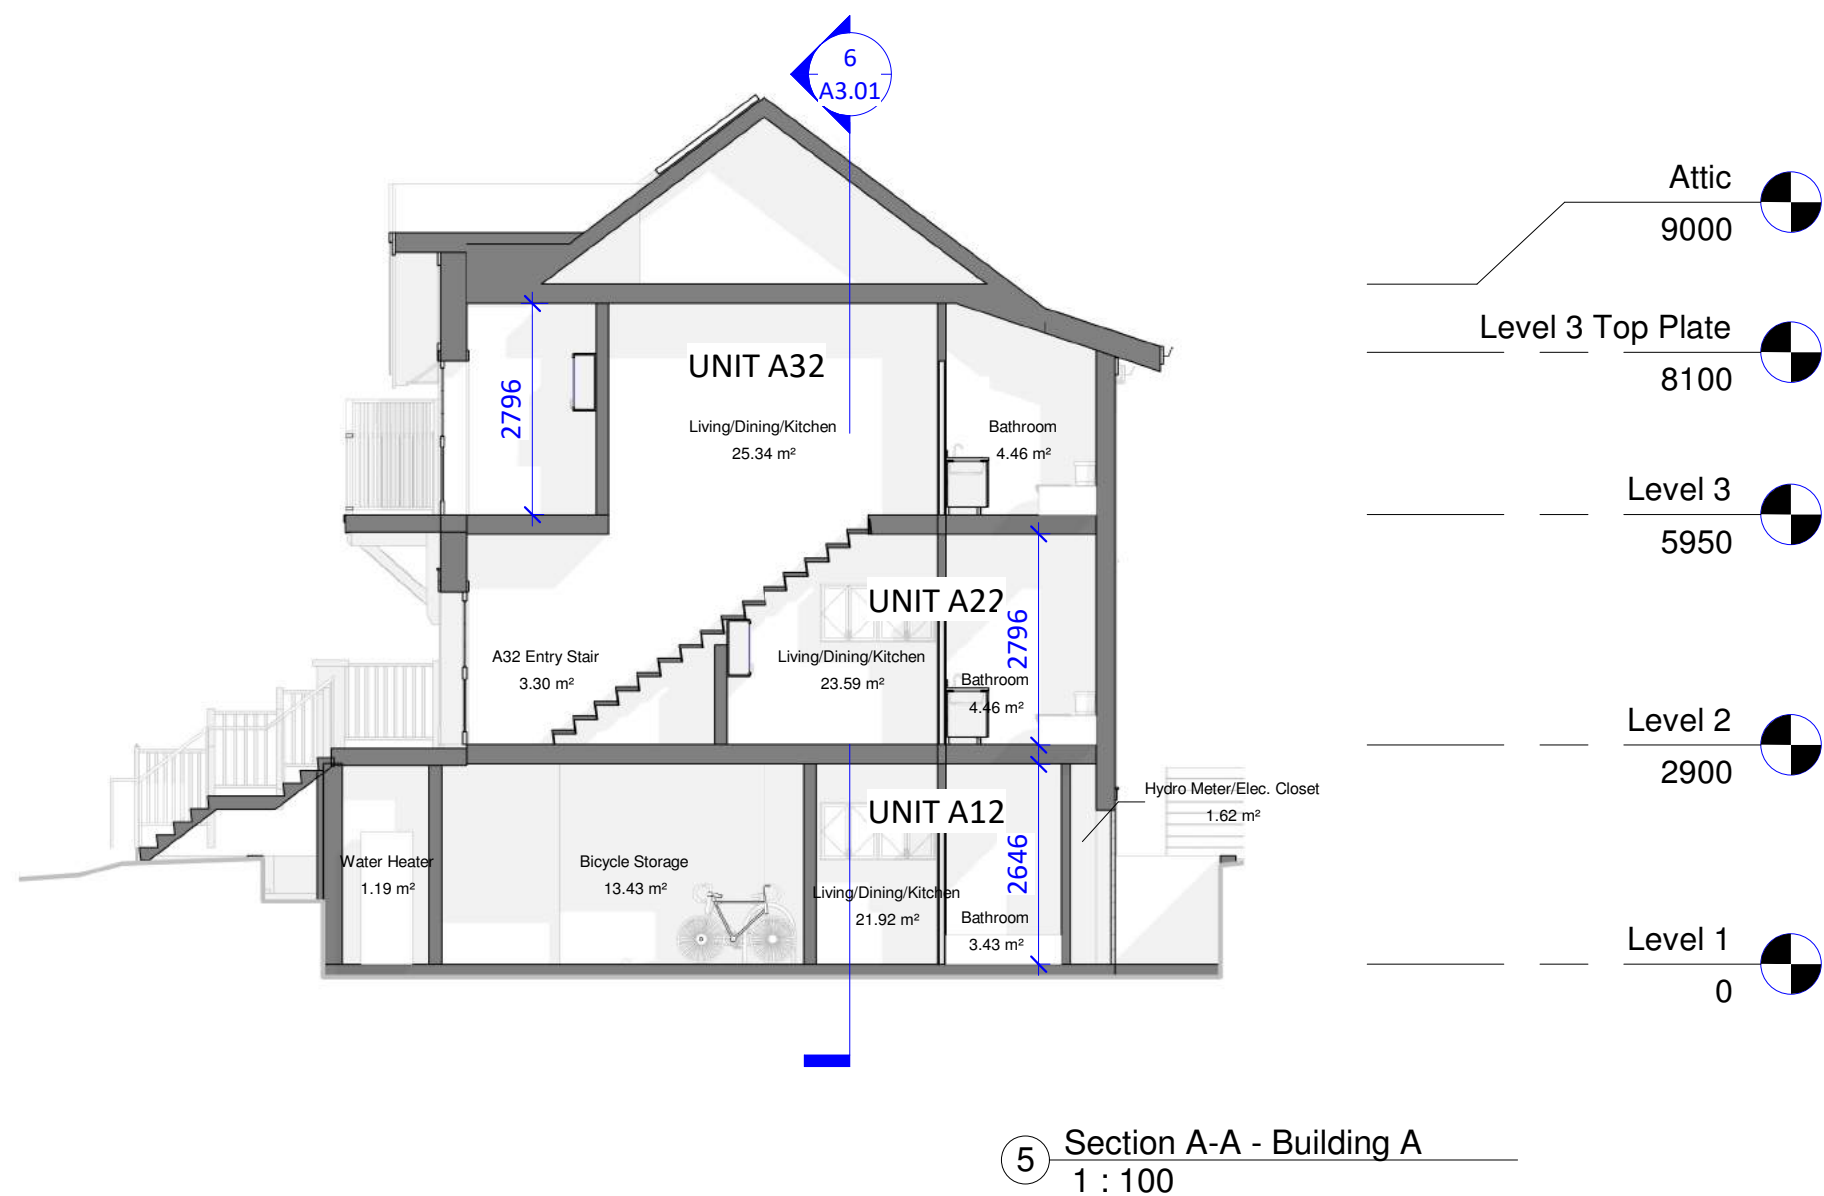 6
A3.01
Attic
9000
Level 3 Top Plate
8100
UNIT A32
2796
Living/Dining/Kitchen
25.34 m²
Bathroom
4.46 m²
Level 3
5950
UNIT A22
2796
A32 Entry Stair
3.30 m²
Living/Dining/Kitchen
23.59 m²
Bathroom
4.46 m²
Level 2
2900
Hydro Meter/Elec. Closet
1.62 m²
UNIT A12
2646
Water Heater
1.19 m²
Bicycle Storage
13.43 m²
Living/Dining/Kitchen
21.92 m²
Bathroom
3.43 m²
Level 1
0
5
Section A-A - Building A
1 : 100